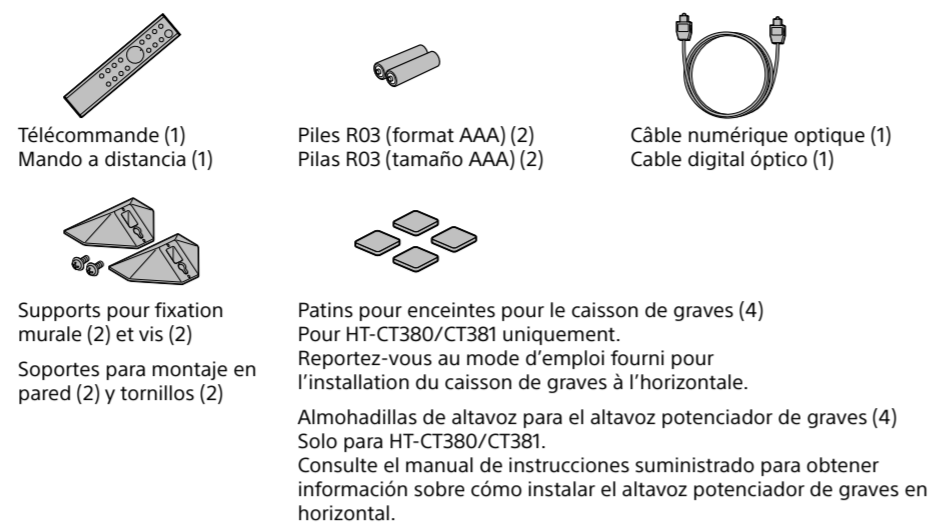 Télécommande (1)
Mando a distancia (1)
Piles R03 (format AAA) (2)
Pilas R03 (tamaño AAA) (2)
Câble numérique optique (1)
Cable digital óptico (1)
Supports pour fixation
murale (2) et vis (2)
Soportes para montaje en
pared (2) y tornillos (2)
Patins pour enceintes pour le caisson de graves (4)
Pour HT-CT380/CT381 uniquement.
Reportez-vous au mode d’emploi fourni pour
l’installation du caisson de graves à l’horizontale.
Almohadillas de altavoz para el altavoz potenciador de graves (4)
Solo para HT-CT380/CT381.
Consulte el manual de instrucciones suministrado para obtener
información sobre cómo instalar el altavoz potenciador de graves en
horizontal.